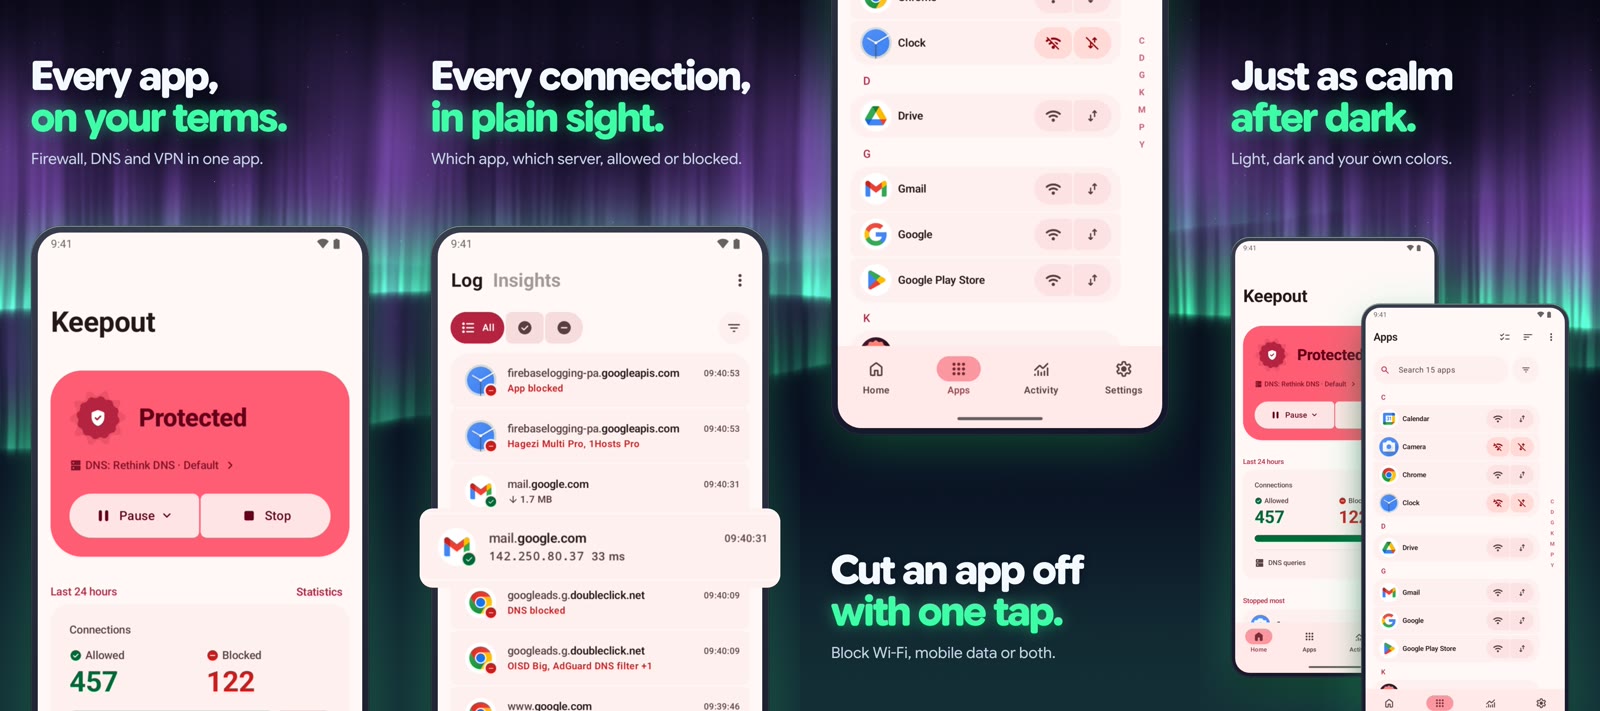 Every app,
on your terms.
Firewall, DNS and VPN in one app.
9:41
Keepout
Protected
DNS: Rethink DNS · Default
Pause
Stop
Last 24 hours
Statistics
Connections
Allowed
Blocked
457
122
Every connection,
in plain sight.
Which app, which server, allowed or blocked.
9:41
Log Insights
All
firebaselogging-pa.googleapis.com 09:40:53
App blocked
firebaselogging-pa.googleapis.com 09:40:53
Hagezi Multi Pro, 1Hosts Pro
mail.google.com 09:40:31
↓ 1.7 MB
mail.google.com 09:40:31
142.250.80.37 33 ms
googleads.g.doubleclick.net 09:40:09
DNS blocked
googleads.g.doubleclick.net 09:40:09
OISD Big, AdGuard DNS filter +1
www.google.com 09:39:46
Clock
D
Drive
G
Gmail
Google
Google Play Store
K
C
D
G
K
M
P
Y
Home
Apps
Activity
Settings
Cut an app off
with one tap.
Block Wi-Fi, mobile data or both.
Just as calm
after dark.
Light, dark and your own colors.
9:41
Keepout
Protected
DNS: Rethink DNS · Default
Pause
Last 24 hours
Connections
Allowed
457
DNS queries
Stopped most
Home
Apps
9:41
Apps
Search 15 apps
C
Calendar
Camera
Chrome
Clock
D
Drive
G
Gmail
Google
Google Play Store
K
C
D
G
K
M
P
Y